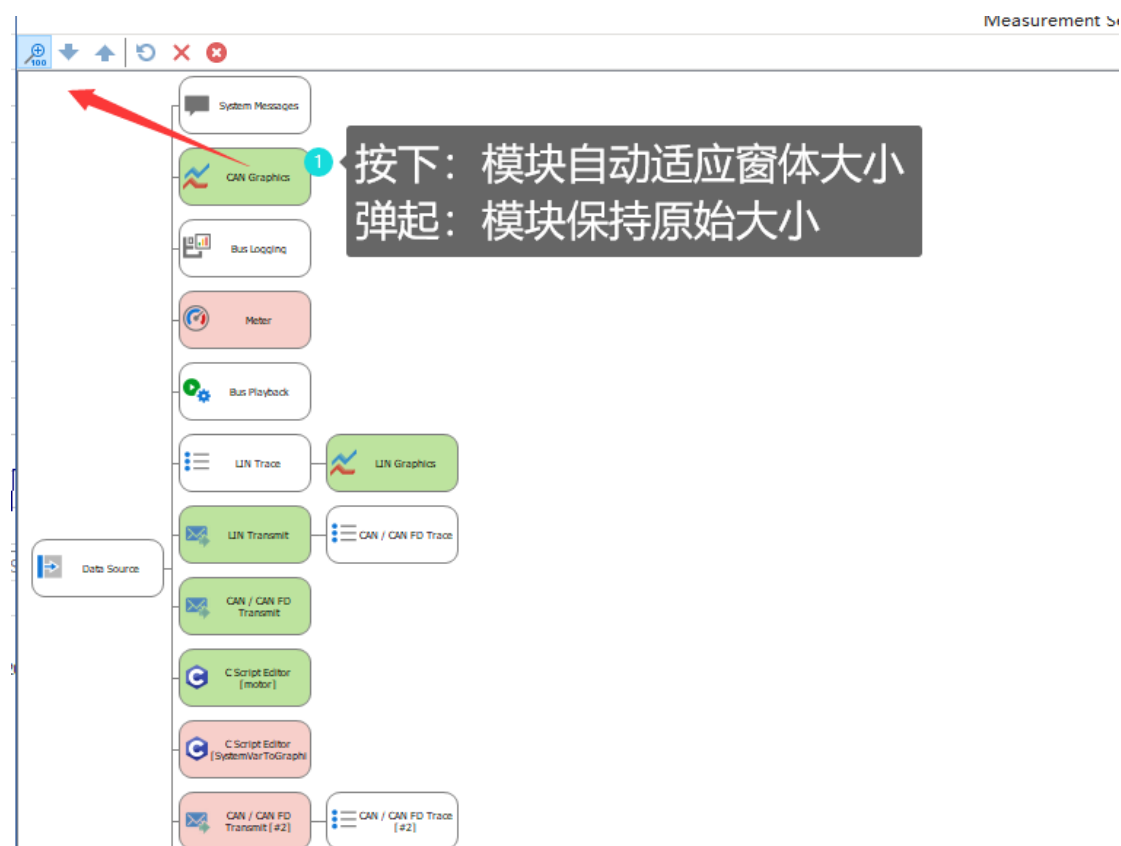 Measurement Se
100
System Messages
1
按下：模块自动适应窗体大小
弹起：模块保持原始大小
CAN Graphics
Bus Logging
Meter
Bus Playback
LIN Trace
LIN Graphics
LIN Transmit
CAN / CAN FD Trace
Data Source
CAN / CAN FD
Transmit
C Script Editor
[motor]
C Script Editor
[SystemVarToGraphi
CAN / CAN FD
Transmit [#2]
CAN / CAN FD Trace
[#2]